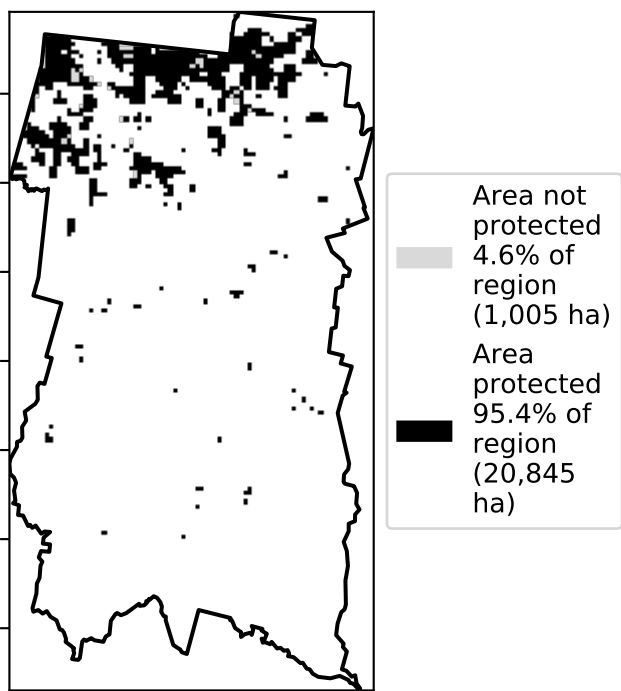 Area not
protected
4.6% of
region
(1,005 ha)
Area
protected
95.4% of
region
(20,845
ha)